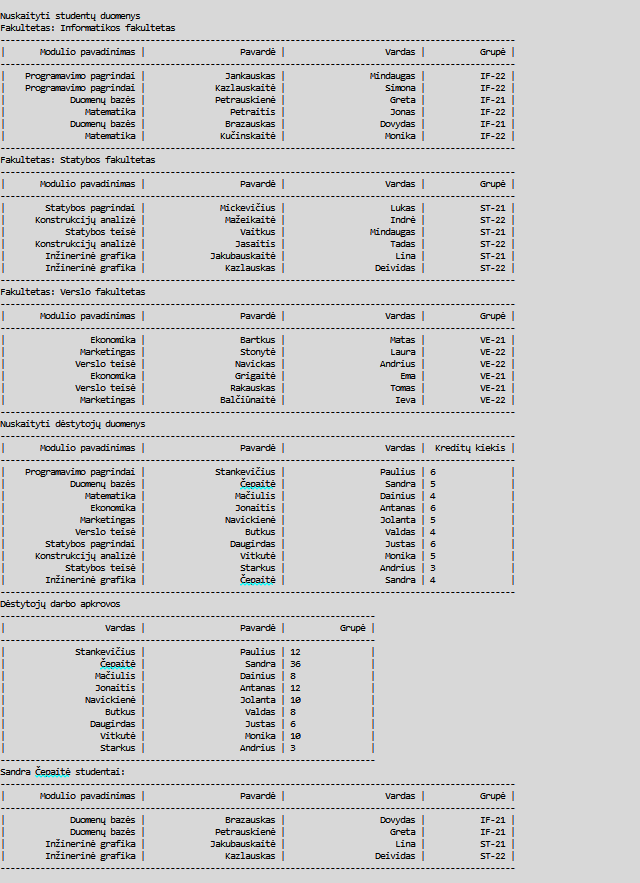 Nuskaityti studentų duomenys
Fakultetas: Informatikos fakultetas
--------------------------------------------------------------------------------------------------------
| Modulio pavadinimas | Pavardė | Vardas | Grupė |
--------------------------------------------------------------------------------------------------------
| Programavimo pagrindai | Jankauskas | Mindaugas | IF-22 |
| Programavimo pagrindai | Kazlauskaitė | Simona | IF-22 |
| Duomenų bazės | Petrauskienė | Greta | IF-21 |
| Matematika | Petraitis | Jonas | IF-22 |
| Duomenų bazės | Brazauskas | Dovydas | IF-21 |
| Matematika | Kučinskaitė | Monika | IF-22 |
--------------------------------------------------------------------------------------------------------
Fakultetas: Statybos fakultetas
--------------------------------------------------------------------------------------------------------
| Modulio pavadinimas | Pavardė | Vardas | Grupė |
--------------------------------------------------------------------------------------------------------
| Statybos pagrindai | Mickevičius | Lukas | ST-21 |
| Konstrukcijų analizė | Mažeikaitė | Indrė | ST-22 |
| Statybos teisė | Vaitkus | Mindaugas | ST-21 |
| Konstrukcijų analizė | Jasaitis | Tadas | ST-22 |
| Inžinerinė grafika | Jakubauskaitė | Lina | ST-21 |
| Inžinerinė grafika | Kazlauskas | Deividas | ST-22 |
--------------------------------------------------------------------------------------------------------
Fakultetas: Verslo fakultetas
--------------------------------------------------------------------------------------------------------
| Modulio pavadinimas | Pavardė | Vardas | Grupė |
--------------------------------------------------------------------------------------------------------
| Ekonomika | Bartkus | Matas | VE-21 |
| Marketingas | Stonytė | Laura | VE-22 |
| Verslo teisė | Navickas | Andrius | VE-22 |
| Ekonomika | Grigaitė | Ema | VE-21 |
| Verslo teisė | Rakauskas | Tomas | VE-21 |
| Marketingas | Balčiūnaitė | Ieva | VE-22 |
--------------------------------------------------------------------------------------------------------
Nuskaityti dėstytojų duomenys
--------------------------------------------------------------------------------------------------------
| Modulio pavadinimas | Pavardė | Vardas | Kreditų kiekis |
--------------------------------------------------------------------------------------------------------
| Programavimo pagrindai | Stankevičius | Paulius | 6 |
| Duomenų bazės | Čepaitė | Sandra | 5 |
| Matematika | Mačiulis | Dainius | 4 |
| Ekonomika | Jonaitis | Antanas | 6 |
| Marketingas | Navickienė | Jolanta | 5 |
| Verslo teisė | Butkus | Valdas | 4 |
| Statybos pagrindai | Daugirdas | Justas | 6 |
| Konstrukcijų analizė | Vitkutė | Monika | 5 |
| Statybos teisė | Starkus | Andrius | 3 |
| Inžinerinė grafika | Čepaitė | Sandra | 4 |
--------------------------------------------------------------------------------------------------------
Dėstytojų darbo apkrovos
---------------------------------------------------------------------------
| Vardas | Pavardė | Grupė |
---------------------------------------------------------------------------
| Stankevičius | Paulius | 12 |
| Čepaitė | Sandra | 36 |
| Mačiulis | Dainius | 8 |
| Jonaitis | Antanas | 12 |
| Navickienė | Jolanta | 10 |
| Butkus | Valdas | 8 |
| Daugirdas | Justas | 6 |
| Vitkutė | Monika | 10 |
| Starkus | Andrius | 3 |
---------------------------------------------------------------------------
Sandra Čepaitė studentai:
--------------------------------------------------------------------------------------------------------
| Modulio pavadinimas | Pavardė | Vardas | Grupė |
--------------------------------------------------------------------------------------------------------
| Duomenų bazės | Brazauskas | Dovydas | IF-21 |
| Duomenų bazės | Petrauskienė | Greta | IF-21 |
| Inžinerinė grafika | Jakubauskaitė | Lina | ST-21 |
| Inžinerinė grafika | Kazlauskas | Deividas | ST-22 |
--------------------------------------------------------------------------------------------------------